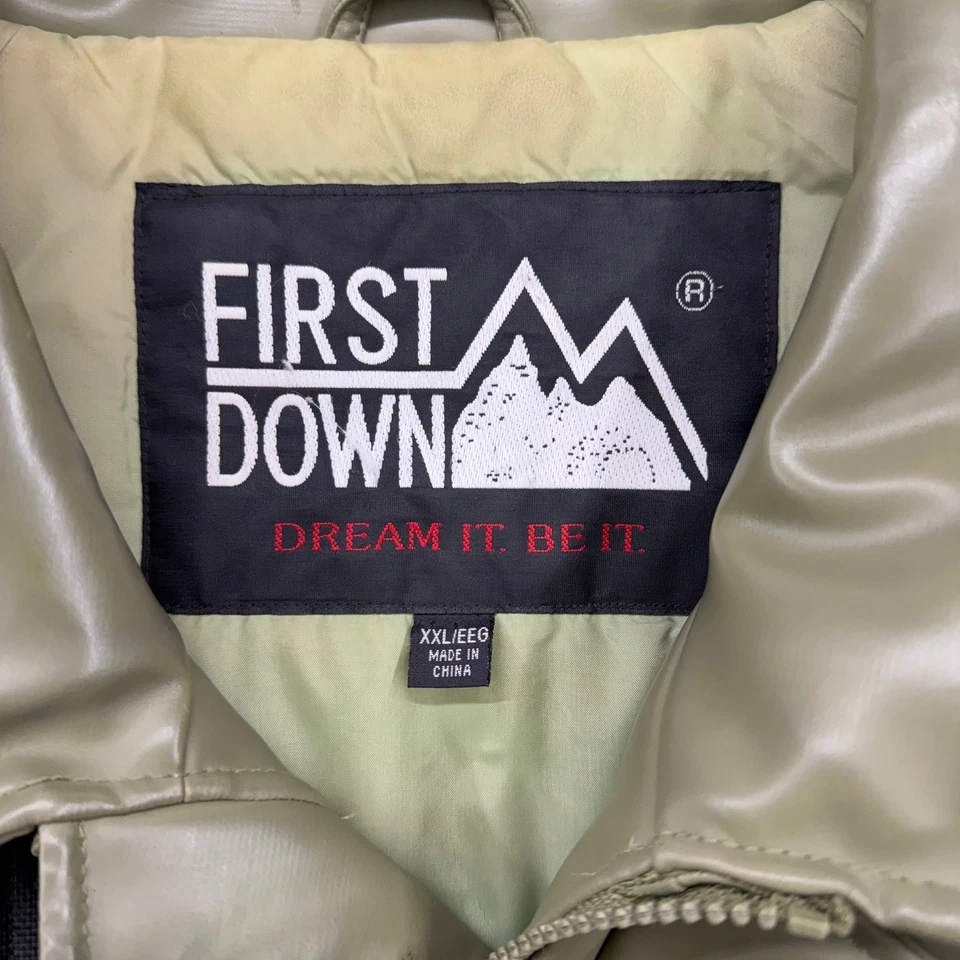 FIRST
DOWN
®
DREAM IT. BE IT.
XXL/EEG
MADE IN
CHINA